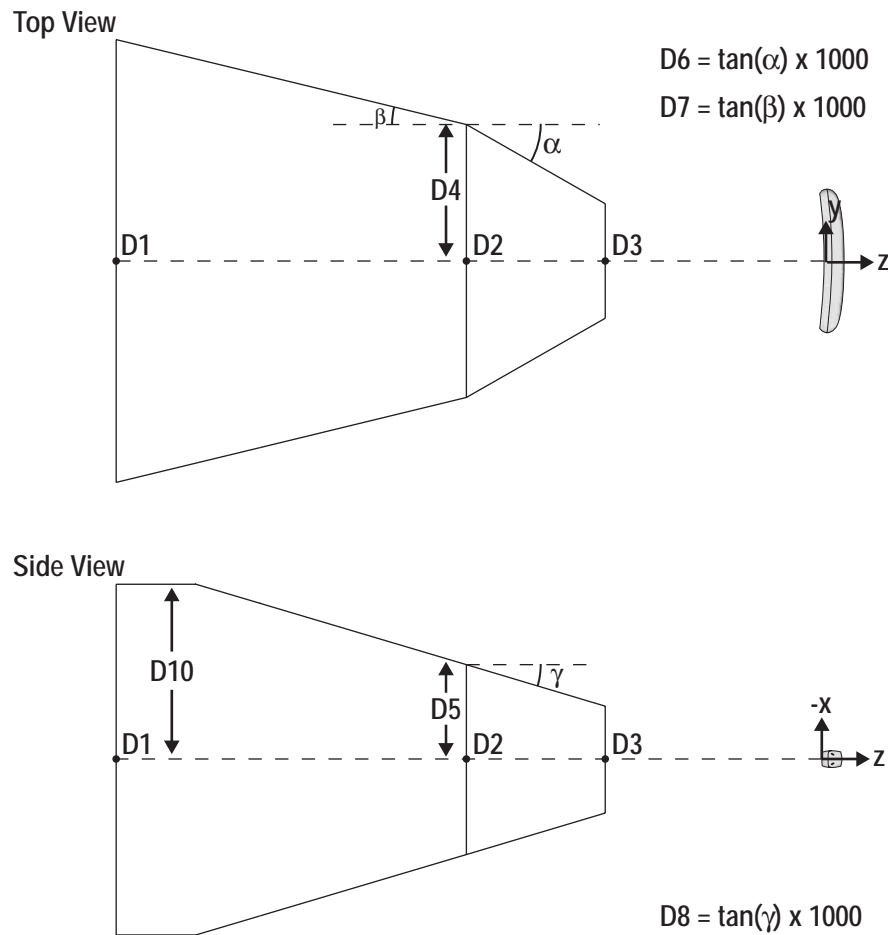 Top View
D6 = tan(α) x 1000
D7 = tan(β) x 1000
β
α
D4
y
D1
D2
D3
z
Side View
D10
γ
D5
-x
D1
D2
D3
z
D8 = tan(γ) x 1000